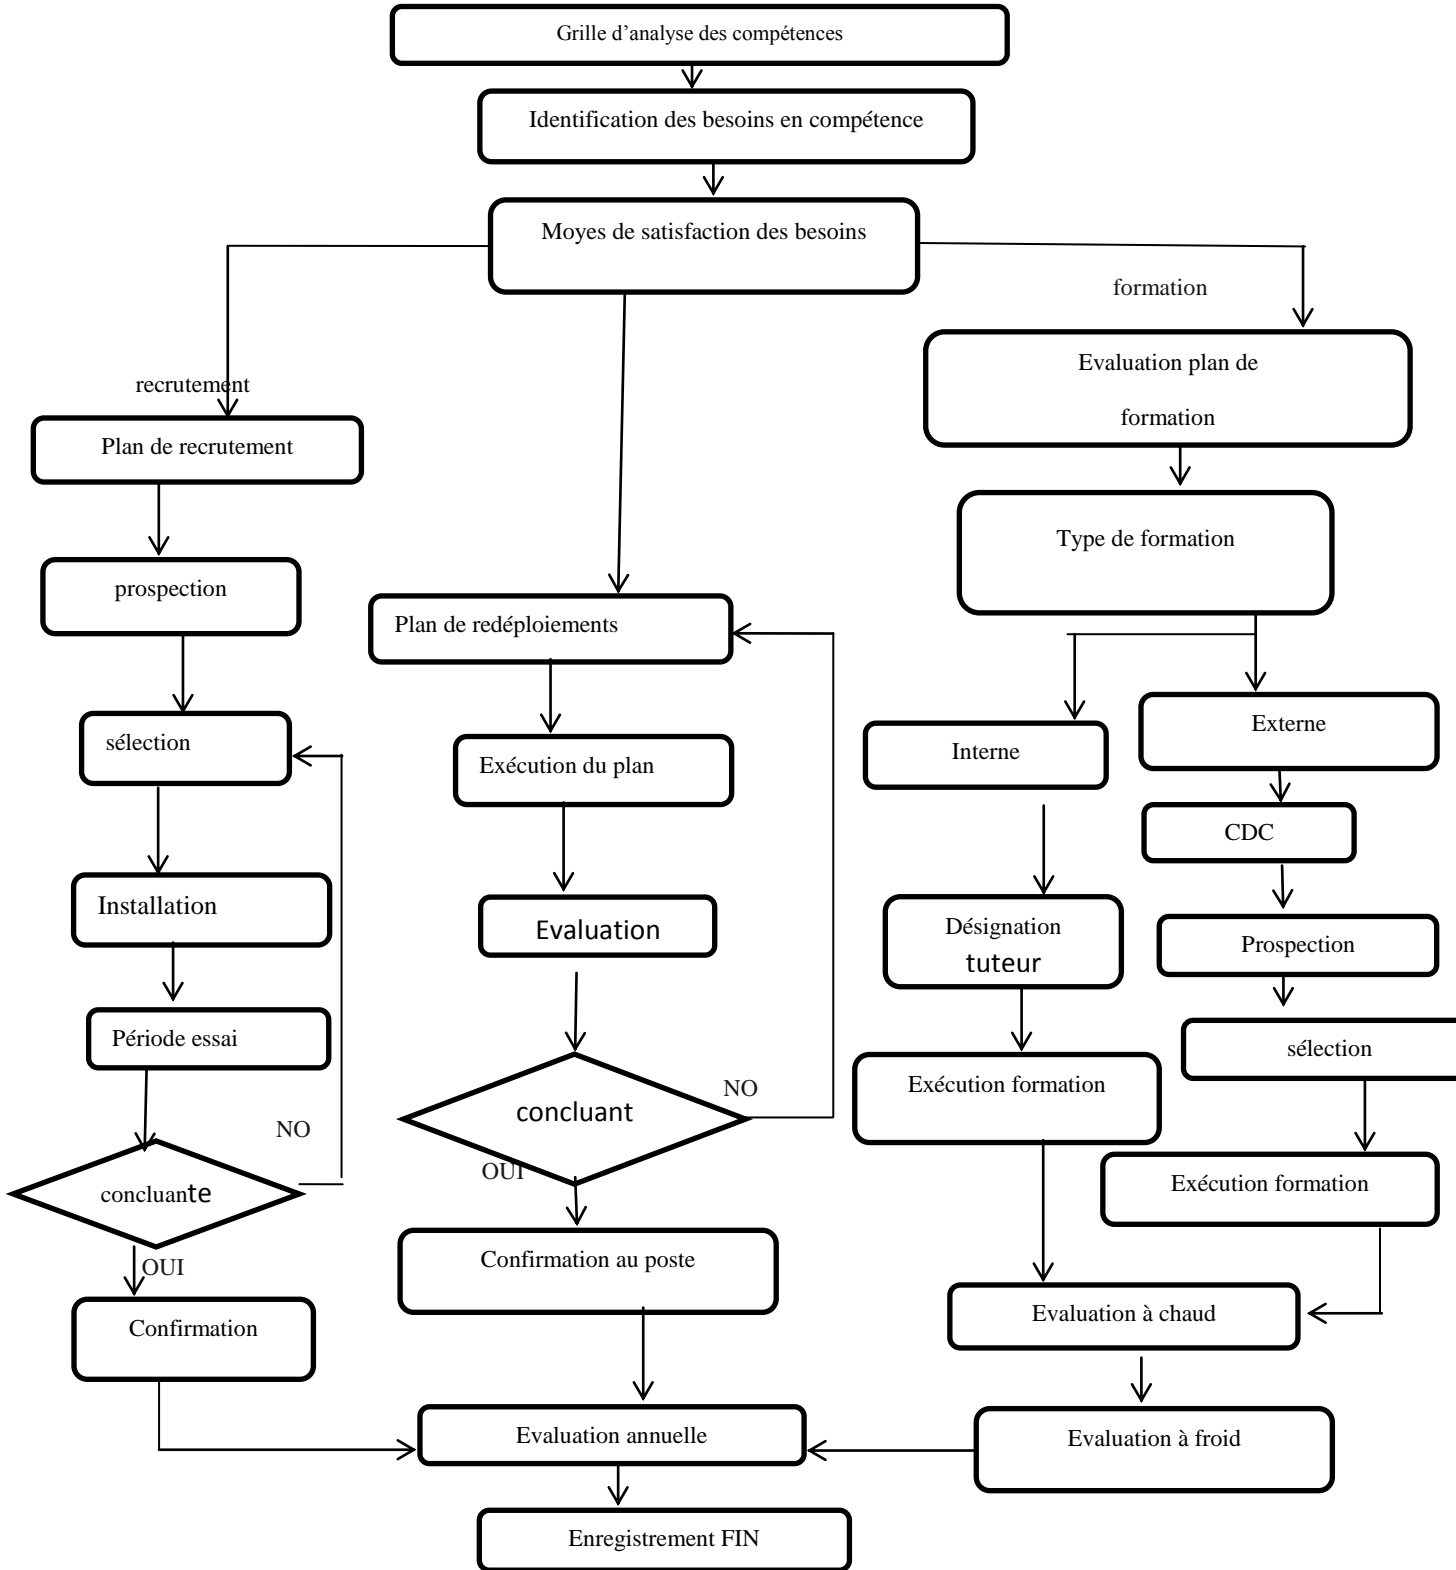 Grille d’analyse des compétences
Identification des besoins en compétence
Moyes de satisfaction des besoins
formation
recrutement
Evaluation plan de
formation
Plan de recrutement
Type de formation
prospection
Plan de redéploiements
sélection
Exécution du plan
Interne
Externe
CDC
Installation
Evaluation
Désignation
tuteur
Prospection
Période essai
sélection
Exécution formation
NO
concluant
NO
OUI
concluante
Exécution formation
OUI
Confirmation au poste
Confirmation
Evaluation à chaud
Evaluation annuelle
Evaluation à froid
Enregistrement FIN